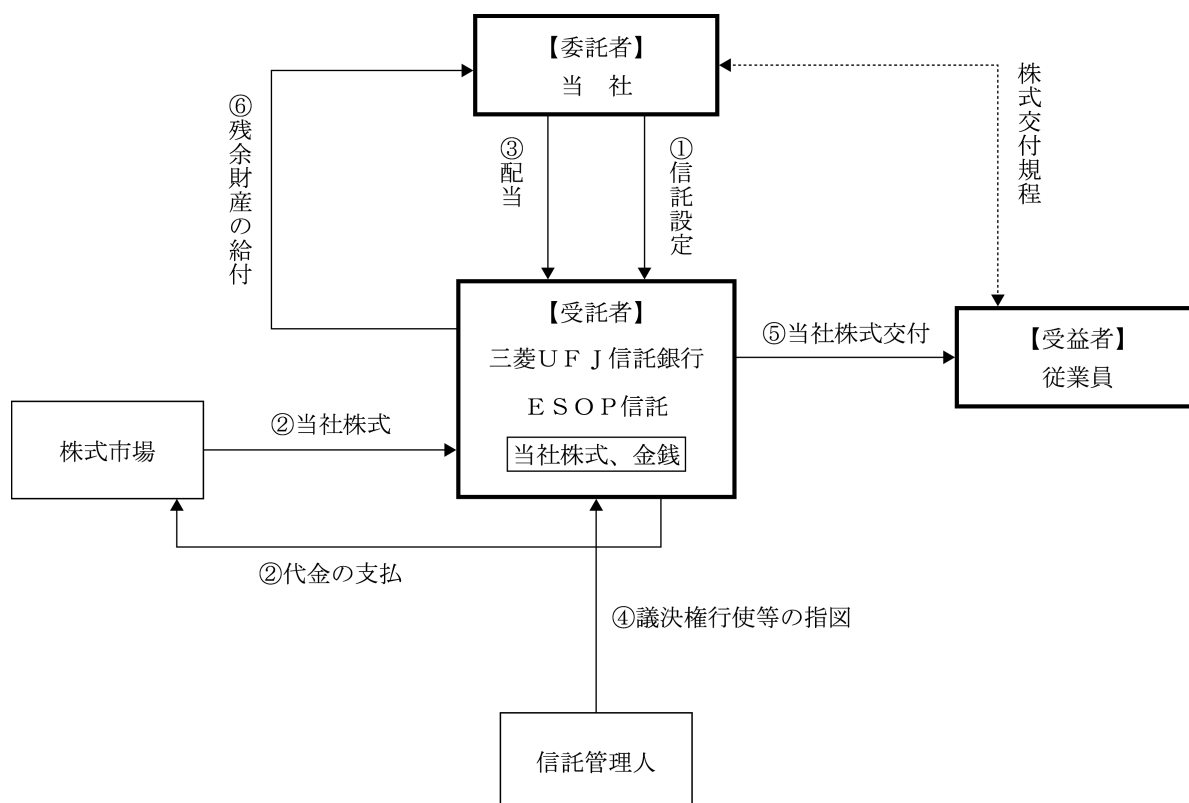 【委託者】
当　社
⑥残余財産の給付
③配当
①信託設定
株式交付規程
【受託者】
三菱ＵＦＪ信託銀行
ＥＳＯＰ信託
当社株式、金銭
⑤当社株式交付
【受益者】
従業員
株式市場
②当社株式
②代金の支払
④議決権行使等の指図
信託管理人